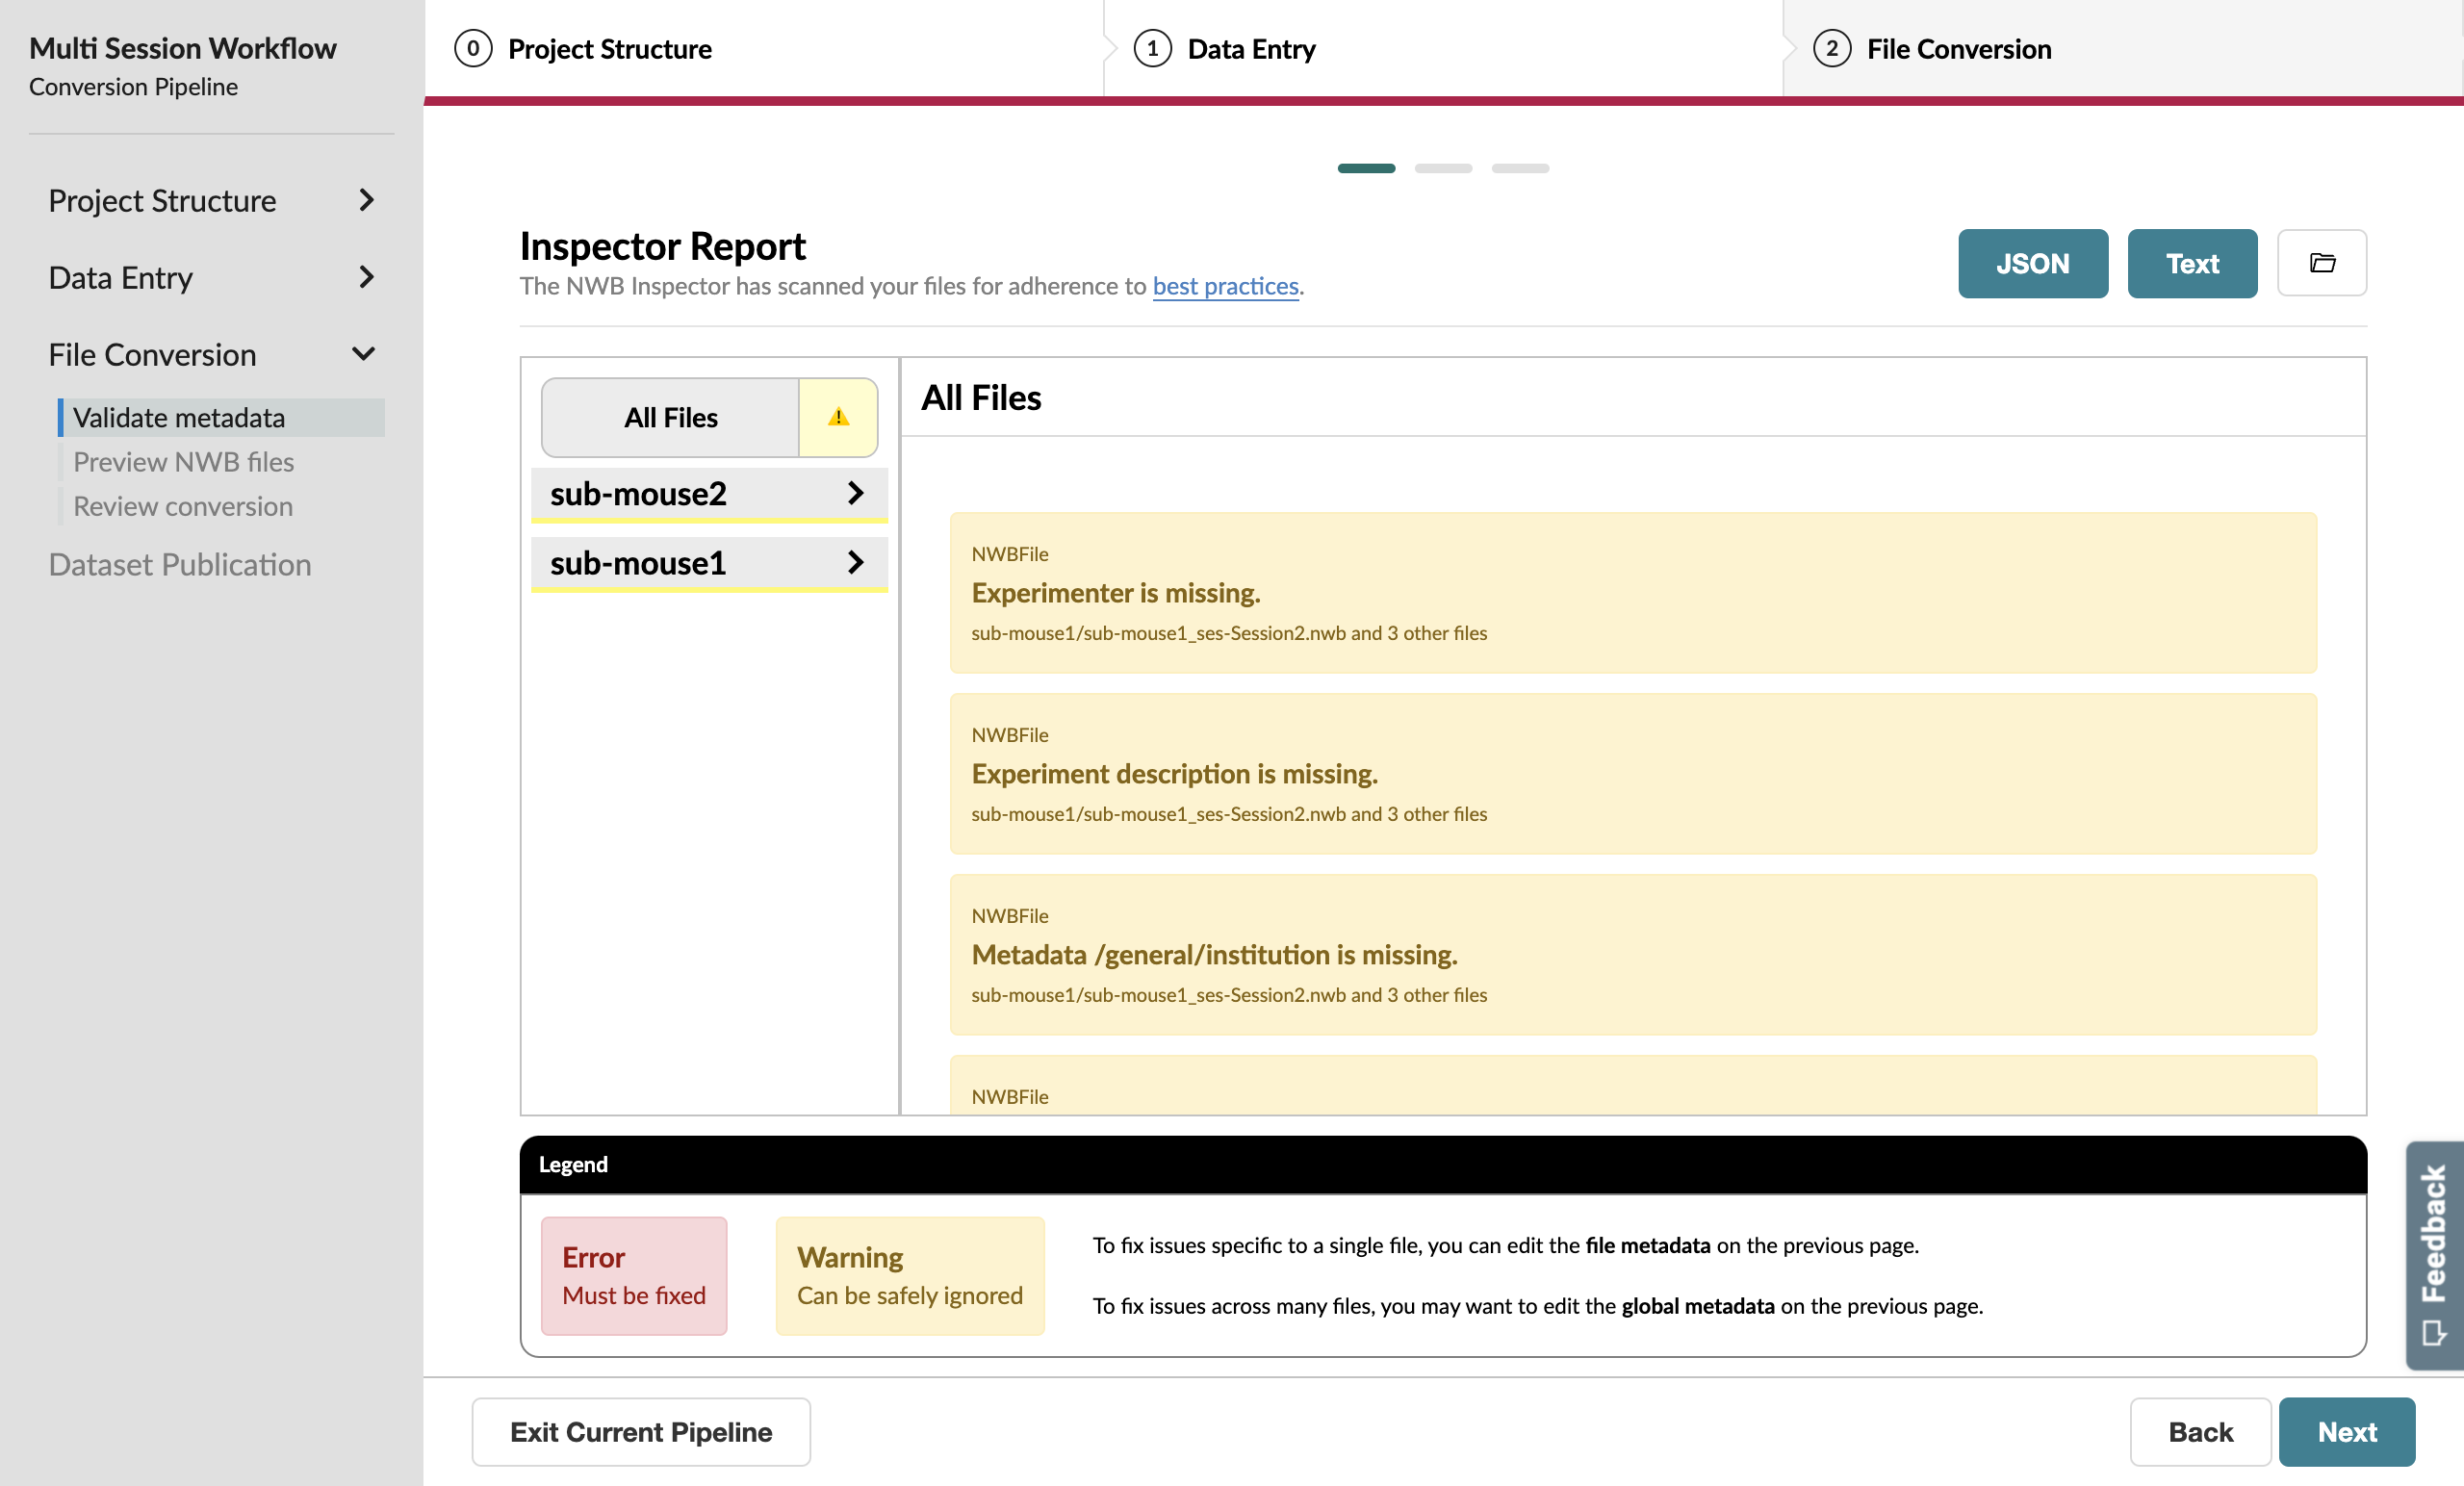 Multi Session Workflow
Conversion Pipeline
Project Structure
Data Entry
File Conversion
Validate metadata
Preview NWB files
Review conversion
Dataset Publication
0 Project Structure
1 Data Entry
2 File Conversion
Inspector Report
The NWB Inspector has scanned your files for adherence to best practices.
JSON
Text
All Files
sub-mouse2
sub-mouse1
All Files
NWBFile
Experimenter is missing.
sub-mouse1/sub-mouse1_ses-Session2.nwb and 3 other files
NWBFile
Experiment description is missing.
sub-mouse1/sub-mouse1_ses-Session2.nwb and 3 other files
NWBFile
Metadata /general/institution is missing.
sub-mouse1/sub-mouse1_ses-Session2.nwb and 3 other files
NWBFile
Legend
Error
Must be fixed
Warning
Can be safely ignored
To fix issues specific to a single file, you can edit the file metadata on the previous page.
To fix issues across many files, you may want to edit the global metadata on the previous page.
Feedback
Exit Current Pipeline
Back
Next